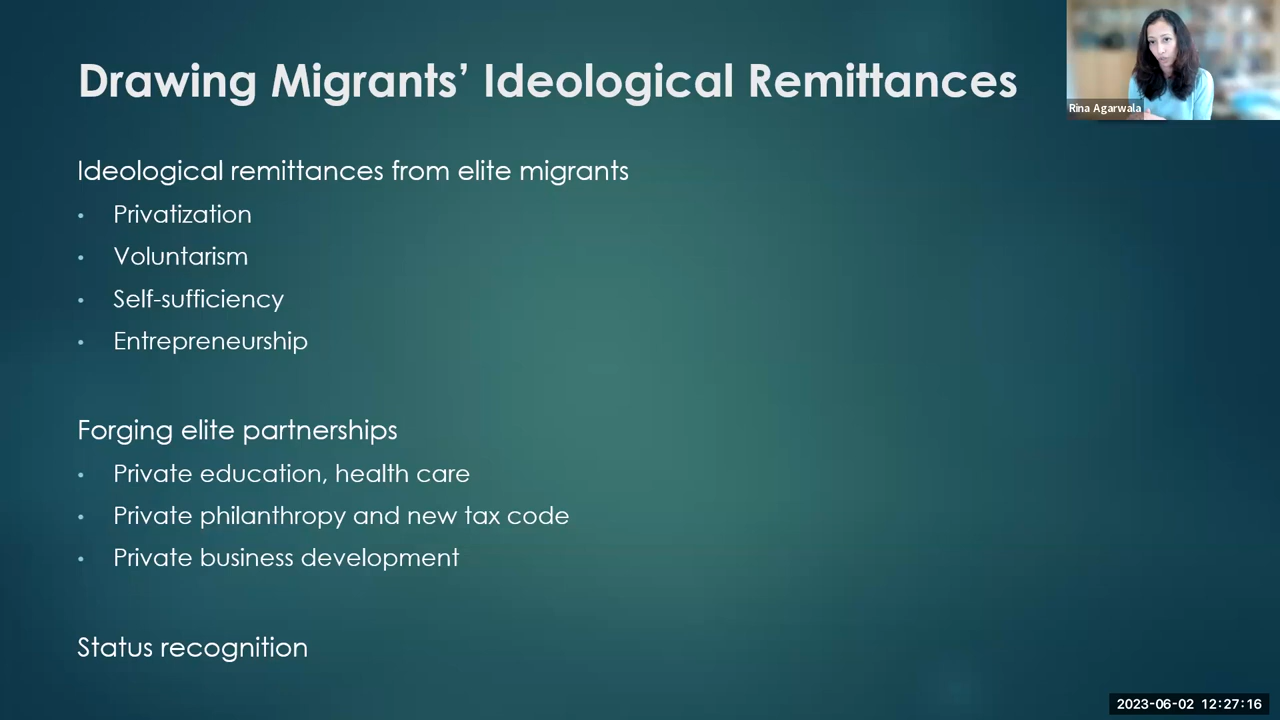 Drawing Migrants’ Ideological Remittances
Rina Agarwala
Ideological remittances from elite migrants
• Privatization
• Voluntarism
• Self-sufficiency
• Entrepreneurship
Forging elite partnerships
• Private education, health care
• Private philanthropy and new tax code
• Private business development
Status recognition
2023-06-02 12:27:16